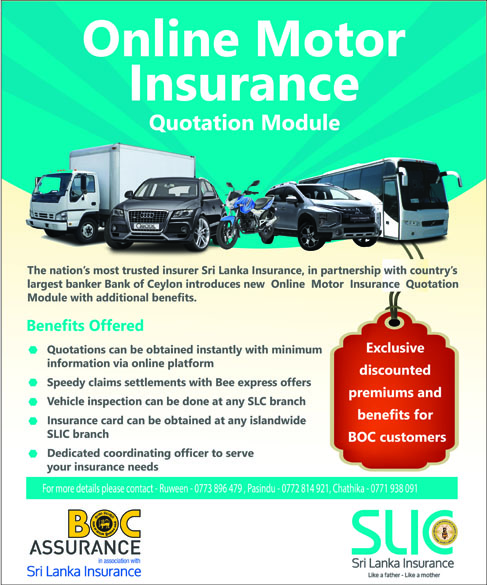 Online Motor
Insurance
Quotation Module
The nation's most trusted insurer Sri Lanka Insurance, in partnership with country's
largest banker Bank of Ceylon introduces new Online Motor Insurance Quotation
Module with additional benefits.
Benefits Offered
Quotations can be obtained instantly with minimum
information via online platform
Speedy claims settlements with Bee express offers
Vehicle inspection can be done at any SLC branch
Insurance card can be obtained at any islandwide
SLIC branch
Dedicated coordinating officer to serve
your insurance needs
Exclusive
discounted
premiums and
benefits for
BOC customers
For more details please contact - Ruween - 0773 896 479 , Pasindu - 0772 814 921, Chathika - 0771 938 091
BOC
ASSURANCE
in association with
Sri Lanka Insurance
SLIC
Sri Lanka Insurance
Like a father - Like a mother